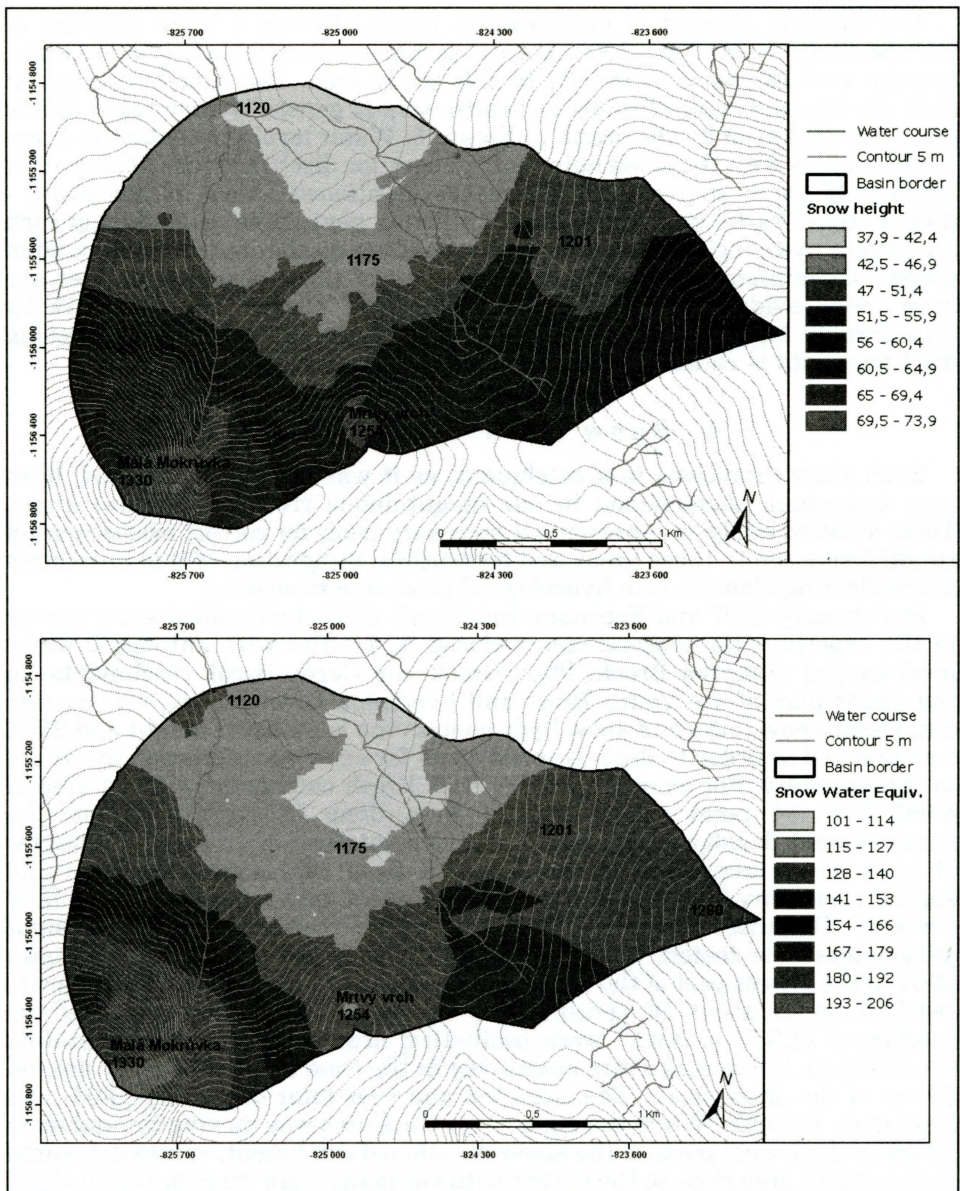 -825 700 -825 000 -824 300 -823 600
-1 154 800
-1 155 200
-1 155 600
-1 156 000
-1 156 400
-1 156 800
1120
1175
1201
Mrtvý vrch
1254
Malá Mokrůvka
1330
N
0 0,5 1 Km
-825 700 -825 000 -824 300 -823 600
Water course
Contour 5 m
Basin border
Snow height
37,9 - 42,4
42,5 - 46,9
47 - 51,4
51,5 - 55,9
56 - 60,4
60,5 - 64,9
65 - 69,4
69,5 - 73,9
-825 700 -825 000 -824 300 -823 600
-1 154 800
-1 155 200
-1 155 600
-1 156 000
-1 156 400
-1 156 800
1120
1175
1201
1280
Mrtvý vrch
1254
Malá Mokrůvka
1330
N
0 0,5 1 Km
-825 700 -825 000 -824 300 -823 600
Water course
Contour 5 m
Basin border
Snow Water Equiv.
101 - 114
115 - 127
128 - 140
141 - 153
154 - 166
167 - 179
180 - 192
193 - 206